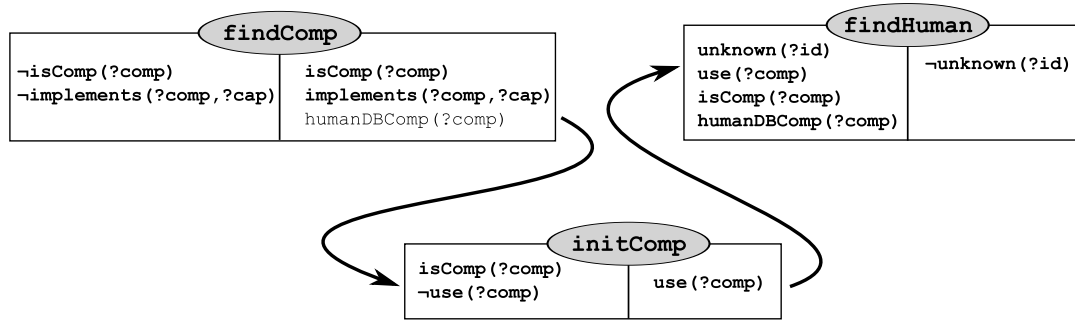 findComp
¬isComp(?comp)
¬implements(?comp,?cap)
isComp(?comp)
implements(?comp,?cap)
humanDBComp(?comp)
findHuman
unknown(?id)
use(?comp)
isComp(?comp)
humanDBComp(?comp)
¬unknown(?id)
initComp
isComp(?comp)
¬use(?comp)
use(?comp)